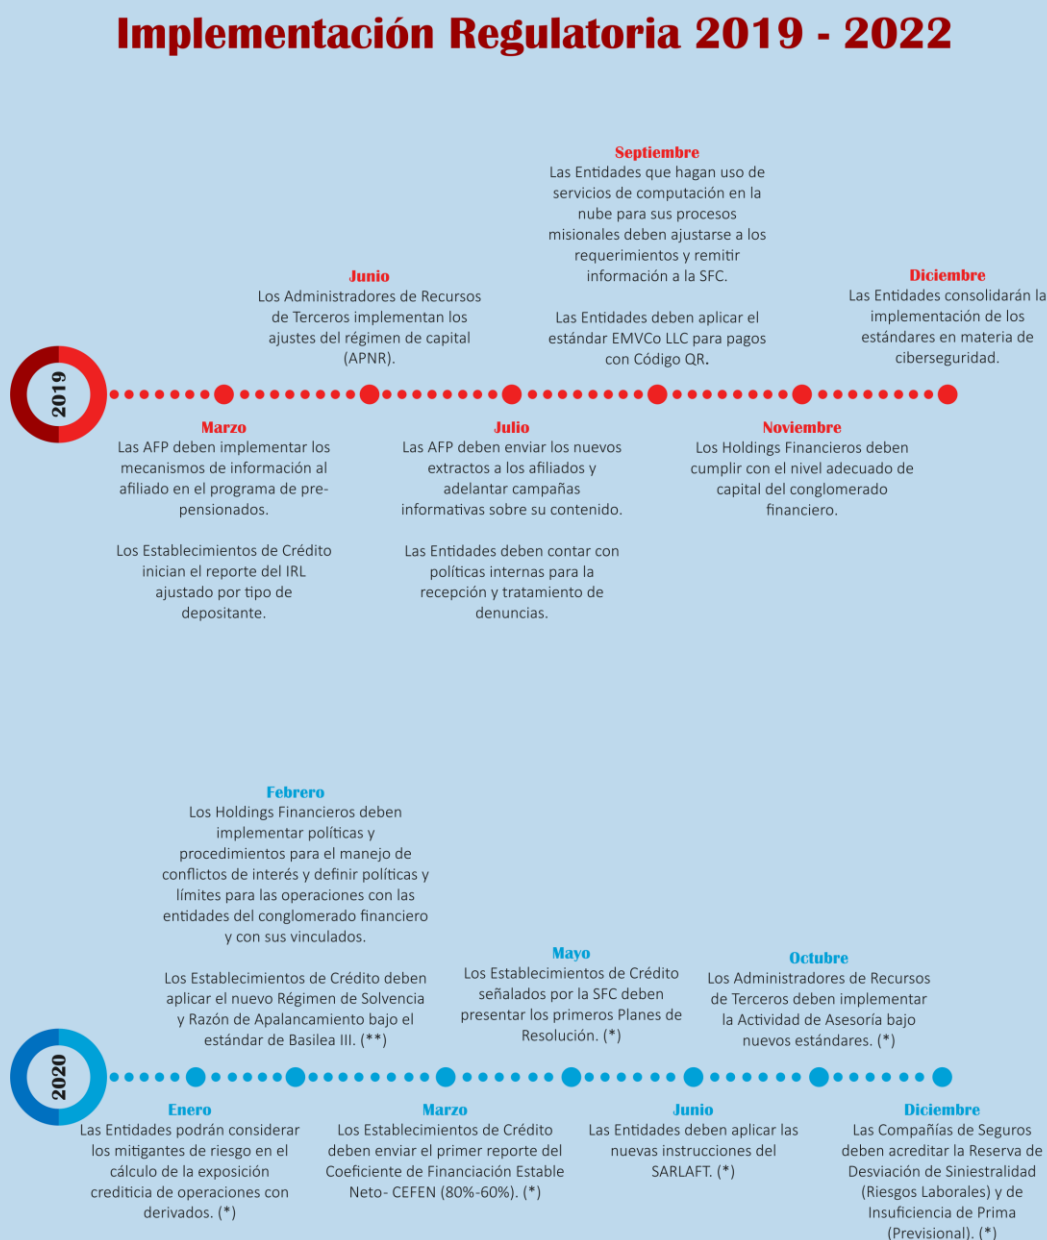 Implementación Regulatoria 2019 - 2022
2019
Marzo
Las AFP deben implementar los
mecanismos de información al
afiliado en el programa de pre-
pensionados.
Los Establecimientos de Crédito
inician el reporte del IRL
ajustado por tipo de
depositante.
Junio
Los Administradores de Recursos
de Terceros implementan los
ajustes del régimen de capital
(APNR).
Julio
Las AFP deben enviar los nuevos
extractos a los afiliados y
adelantar campañas
informativas sobre su contenido.
Las Entidades deben contar con
políticas internas para la
recepción y tratamiento de
denuncias.
Septiembre
Las Entidades que hagan uso de
servicios de computación en la
nube para sus procesos
misionales deben ajustarse a los
requerimientos y remitir
información a la SFC.
Las Entidades deben aplicar el
estándar EMVCo LLC para pagos
con Código QR.
Noviembre
Los Holdings Financieros deben
cumplir con el nivel adecuado de
capital del conglomerado
financiero.
Diciembre
Las Entidades consolidarán la
implementación de los
estándares en materia de
ciberseguridad.
2020
Enero
Las Entidades podrán considerar
los mitigantes de riesgo en el
cálculo de la exposición
crediticia de operaciones con
derivados. (*)
Febrero
Los Holdings Financieros deben
implementar políticas y
procedimientos para el manejo de
conflictos de interés y definir políticas y
límites para las operaciones con las
entidades del conglomerado financiero
y con sus vinculados.
Los Establecimientos de Crédito deben
aplicar el nuevo Régimen de Solvencia
y Razón de Apalancamiento bajo el
estándar de Basilea III. (**)
Marzo
Los Establecimientos de Crédito
deben enviar el primer reporte del
Coeficiente de Financiación Estable
Neto- CEFEN (80%-60%). (*)
Mayo
Los Establecimientos de Crédito
señalados por la SFC deben
presentar los primeros Planes de
Resolución. (*)
Junio
Las Entidades deben aplicar las
nuevas instrucciones del
SARLAFT. (*)
Octubre
Los Administradores de Recursos
de Terceros deben implementar
la Actividad de Asesoría bajo
nuevos estándares. (*)
Diciembre
Las Compañías de Seguros
deben acreditar la Reserva de
Desviación de Siniestralidad
(Riesgos Laborales) y de
Insuficiencia de Prima
(Previsional). (*)